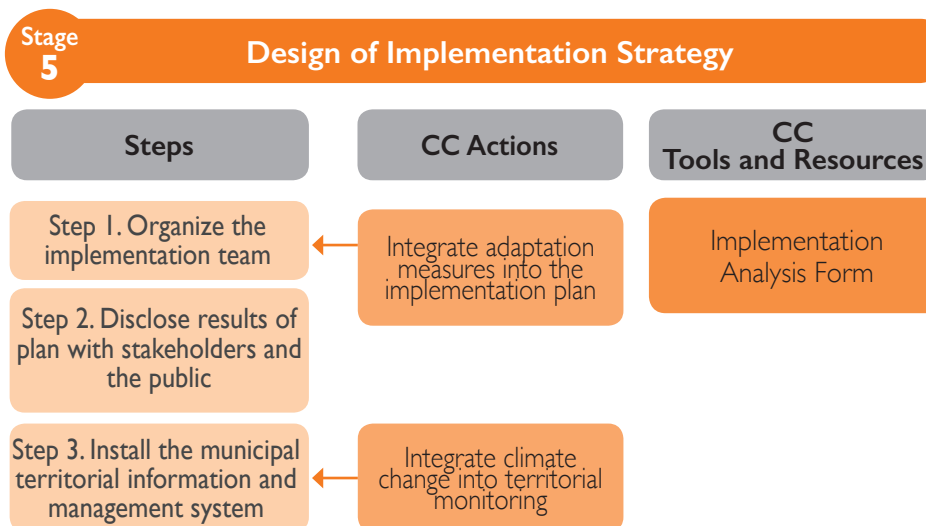 Stage
5
Design of Implementation Strategy
Steps
CC Actions
CC
Tools and Resources
Step 1. Organize the
implementation team
Integrate adaptation
measures into the
implementation plan
Implementation
Analysis Form
Step 2. Disclose results of
plan with stakeholders and
the public
Step 3. Install the municipal
territorial information and
management system
Integrate climate
change into territorial
monitoring